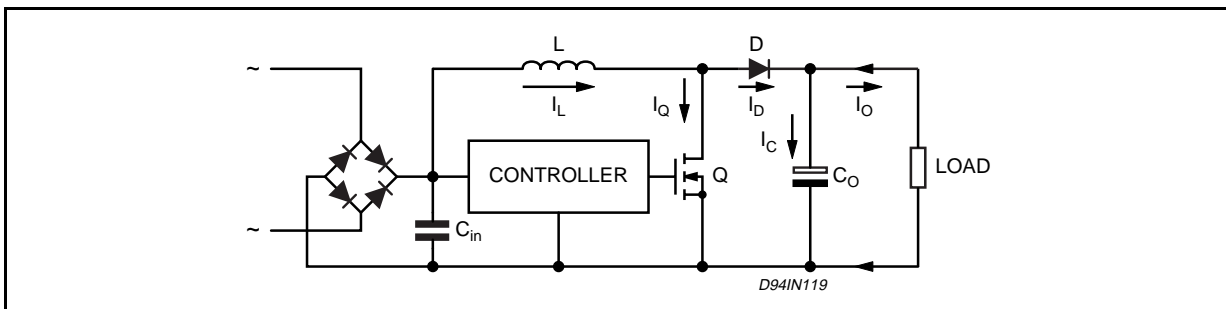 L
D
~
I_L
I_Q
I_D
I_O
I_C
CONTROLLER
Q
C_O
LOAD
~
C_in
D94IN119